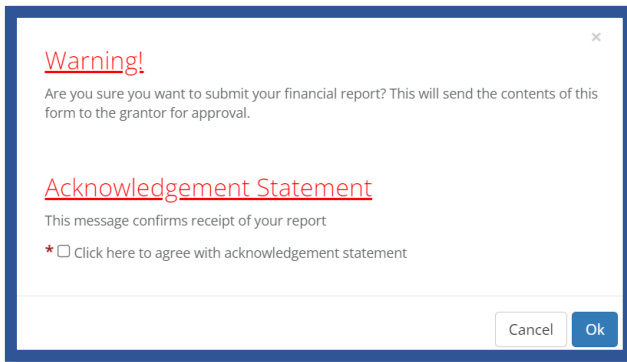 ×
Warning!
Are you sure you want to submit your financial report? This will send the contents of this
form to the grantor for approval.
Acknowledgement Statement
This message confirms receipt of your report
* Click here to agree with acknowledgement statement
Cancel Ok